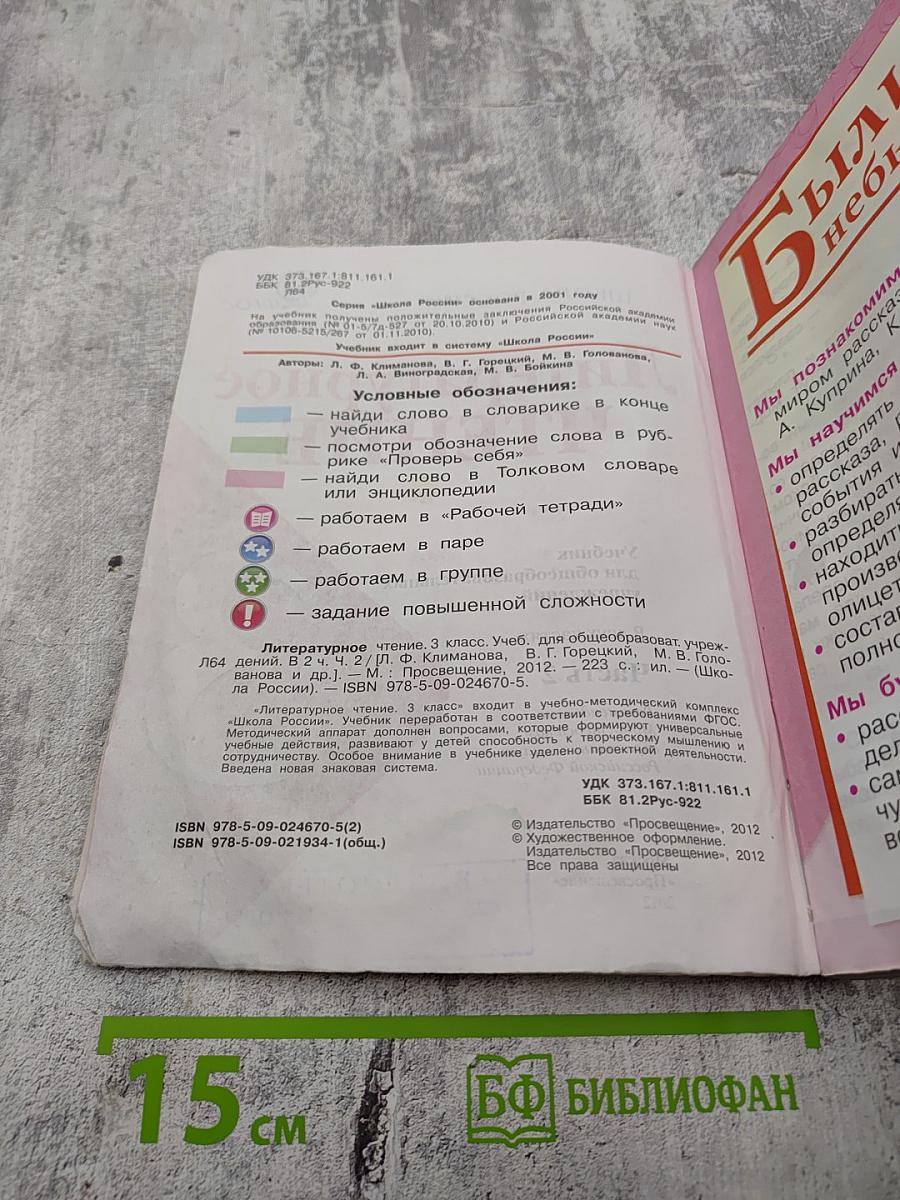 УДК 373.167.1:811.161.1
ББК 81.2Рус-922
Л64
Серия «Школа России» основана в 2001 году
На учебник получены положительные заключения Российской академии
образования (№ 01-5/7д-527 от 20.10.2010) и Российской академии наук
(№ 10106-5215/267 от 01.11.2010).
Учебник входит в систему «Школа России»
Авторы: Л. Ф. Климанова, В. Г. Горецкий, М. В. Голованова,
Л. А. Виноградская, М. В. Бойкина
Условные обозначения:
— найди слово в словарике в конце
учебника
— посмотри обозначение слова в руб-
рике «Проверь себя»
— найди слово в Толковом словаре
или энциклопедии
— работаем в «Рабочей тетради»
— работаем в паре
— работаем в группе
! — задание повышенной сложности
Литературное чтение. 3 класс. Учеб. для общеобразоват. учреж-
Л64 дений. В 2 ч. Ч. 2 / [Л. Ф. Климанова, В. Г. Горецкий, М. В. Голо-
ванова и др.]. — М. : Просвещение, 2012. — 223 с. : ил. — (Шко-
ла России). — ISBN 978-5-09-024670-5.
«Литературное чтение. 3 класс» входит в учебно-методический комплекс
«Школа России». Учебник переработан в соответствии с требованиями ФГОС.
Методический аппарат дополнен вопросами, которые формируют универсальные
учебные действия, развивают у детей способность к творческому мышлению и
сотрудничеству. Особое внимание в учебнике уделено проектной деятельности.
Введена новая знаковая система.
УДК 373.167.1:811.161.1
ББК 81.2Рус-922
ISBN 978-5-09-024670-5(2)
ISBN 978-5-09-021934-1(общ.)
© Издательство «Просвещение», 2012
© Художественное оформление.
Издательство «Просвещение», 2012
Все права защищены
Мы познакомим
миром расска
А. Куприна, К
Мы научимся
• определять
рассказа,
события и
• разбирать
определя
• находить
произве
олицет
• состав
полно
Мы бу
• рас
дел
• сам
чу
15 см
БФ БИБЛИОФАН